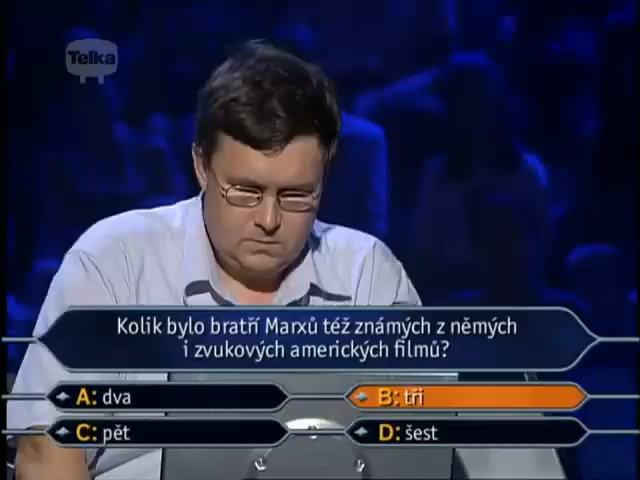 Telka
Kolik bylo bratří Marxů též známých z němých
i zvukových amerických filmů?
A: dva
B: tři
C: pět
D: šest